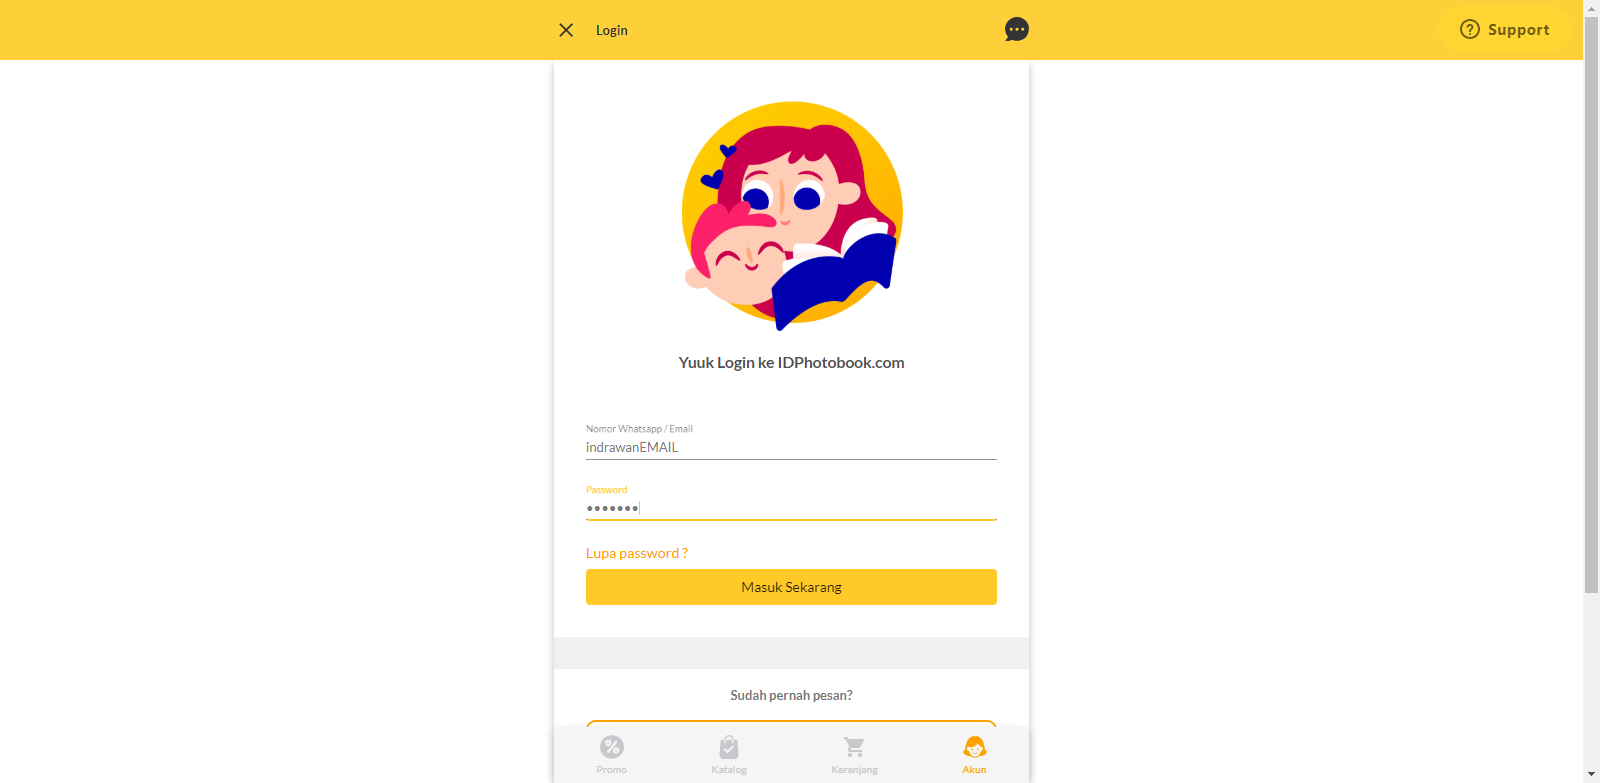 Login
Support
Yuuk Login ke IDPhotobook.com
Nomor Whatsapp / Email
indrawanEMAIL
Password
•••••••
Lupa password ?
Masuk Sekarang
Sudah pernah pesan?
Promo
Katalog
Keranjang
Akun